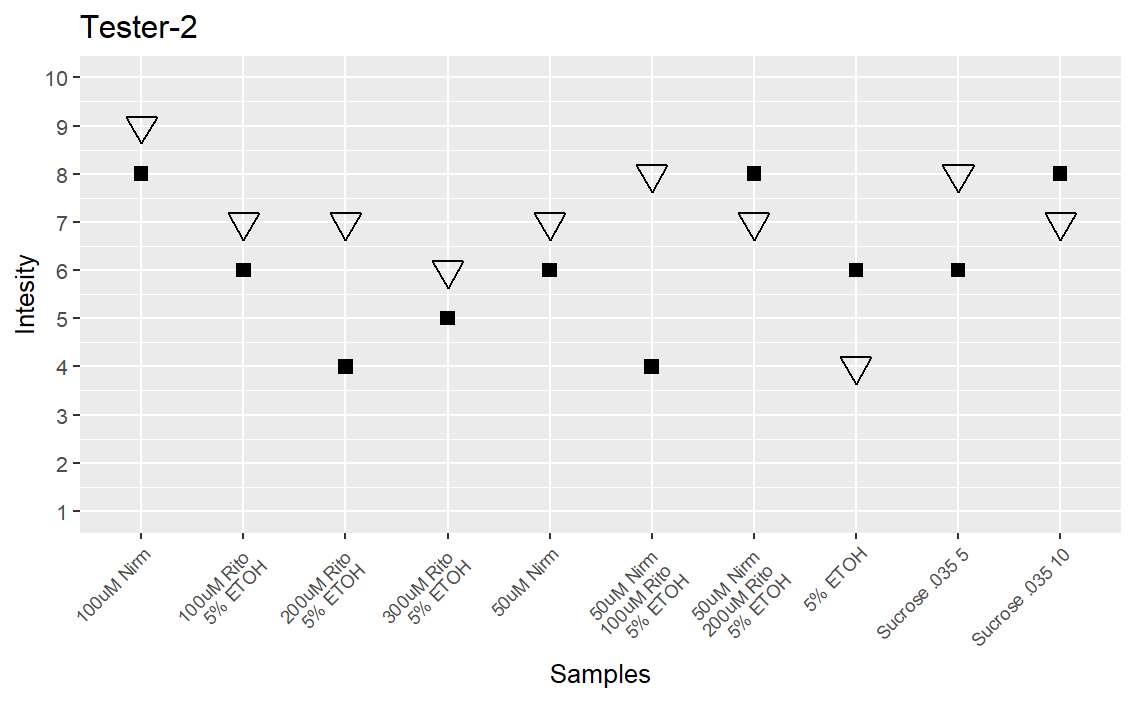 Tester-2
10
9
8
7
6
5
4
3
2
1
Intesity
100uM Nirm
100uM Rito
5% ETOH
200uM Rito
5% ETOH
300uM Rito
5% ETOH
50uM Nirm
50uM Nirm
100uM Rito
5% ETOH
50uM Nirm
200uM Rito
5% ETOH
5% ETOH
Sucrose .035 5
Sucrose .035 10
Samples